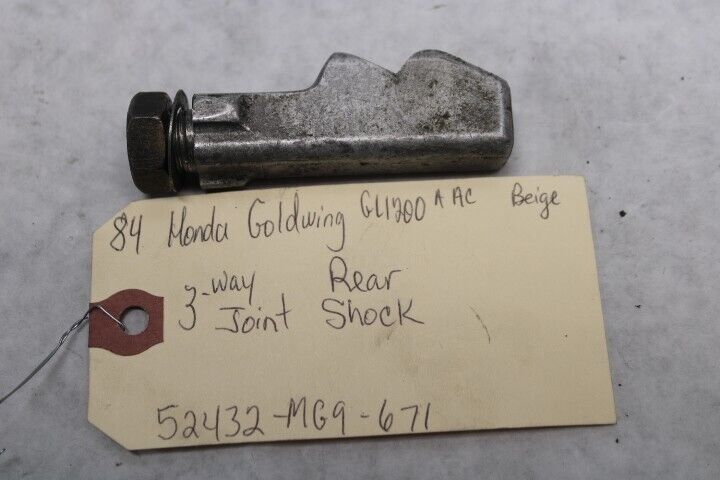 84 Honda Goldwing GL1200 A AC Beige
3-way Rear
Joint Shock
52432-MG9-671